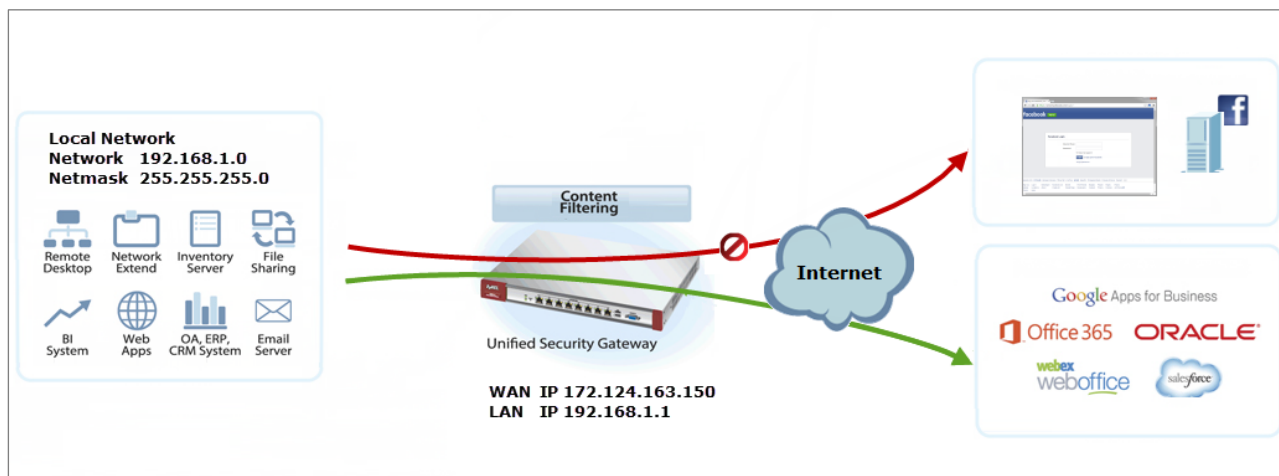 Local Network
Network 192.168.1.0
Netmask 255.255.255.0
Remote Desktop
Network Extend
Inventory Server
File Sharing
BI System
Web Apps
OA, ERP, CRM System
Email Server
Content
Filtering
ZyXEL
Unified Security Gateway
WAN IP 172.124.163.150
LAN IP 192.168.1.1
Internet
facebook
f
Google Apps for Business
Office 365
ORACLE
webex
weboffice
salesforce